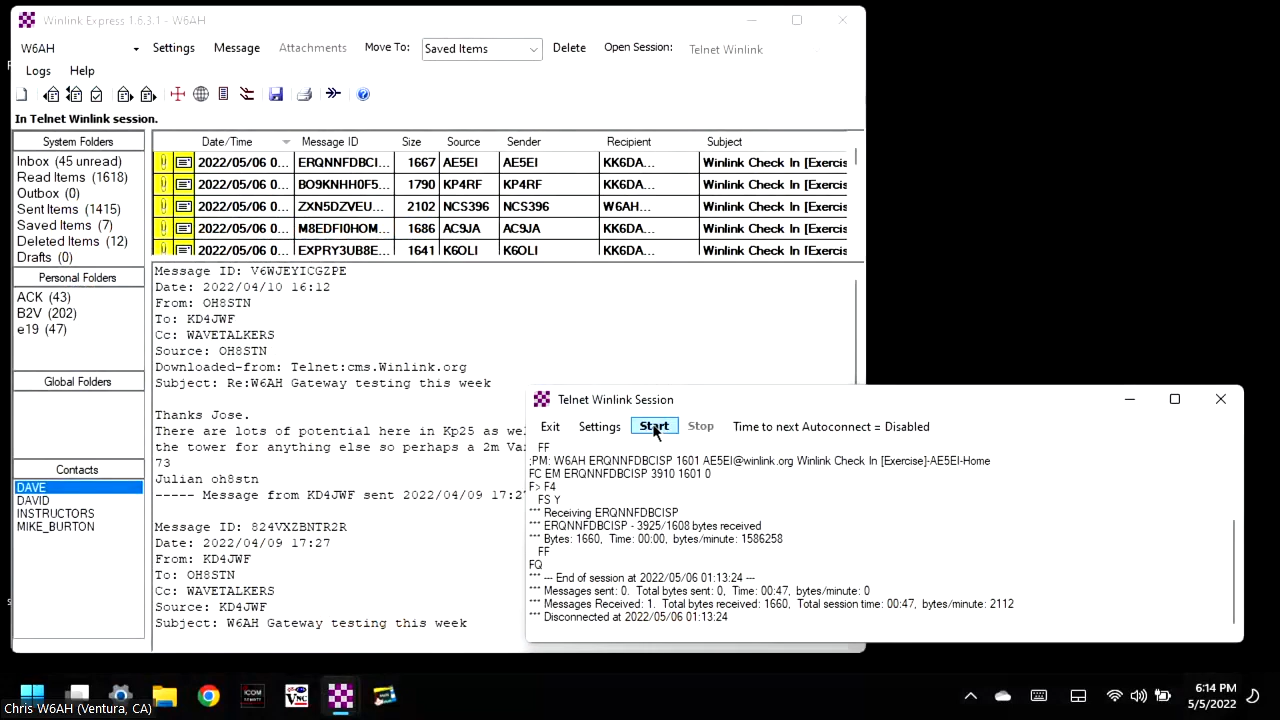 Winlink Express 1.6.3.1 - W6AH
W6AH Settings Message Attachments Move To: Saved Items Delete Open Session: Telnet Winlink
Logs Help
In Telnet Winlink session.
System Folders
Inbox (45 unread)
Read Items (1618)
Outbox (0)
Sent Items (1415)
Saved Items (7)
Deleted Items (12)
Drafts (0)
Personal Folders
ACK (43)
B2V (202)
e19 (47)
Global Folders
Contacts
DAVE
DAVID
INSTRUCTORS
MIKE_BURTON
Date/Time Message ID Size Source Sender Recipient Subject
2022/05/06 0... ERQNNFDBCI... 1667 AE5EI AE5EI KK6DA... Winlink Check In [Exercis
2022/05/06 0... BO9KNHH0F5... 1790 KP4RF KP4RF KK6DA... Winlink Check In [Exercis
2022/05/06 0... ZXN5DZVEU... 2102 NCS396 NCS396 W6AH... Winlink Check In [Exercis
2022/05/06 0... M8EDFI0HOM... 1686 AC9JA AC9JA KK6DA... Winlink Check In [Exercis
2022/05/06 0... EXPRY3UB8E... 1641 K6OLI K6OLI KK6DA... Winlink Check In [Exercis
Message ID: V6WJEYICGZPE
Date: 2022/04/10 16:12
From: OH8STN
To: KD4JWF
Cc: WAVETALKERS
Source: OH8STN
Downloaded-from: Telnet:cms.Winlink.org
Subject: Re:W6AH Gateway testing this week
Thanks Jose.
There are lots of potential here in Kp25 as we
the tower for anything else so perhaps a 2m Va
73
Julian oh8stn
----- Message from KD4JWF sent 2022/04/09 17:27
Message ID: 824VXZBNTR2R
Date: 2022/04/09 17:27
From: KD4JWF
To: OH8STN
Cc: WAVETALKERS
Source: KD4JWF
Subject: W6AH Gateway testing this week
Telnet Winlink Session
Exit Settings Start Stop Time to next Autoconnect = Disabled
FF
;PM: W6AH ERQNNFDBCISP 1601 AE5EI@winlink.org Winlink Check In [Exercise]-AE5EI-Home
FC EM ERQNNFDBCISP 3910 1601 0
F> F4
FS Y
*** Receiving ERQNNFDBCISP
*** ERQNNFDBCISP - 3925/1608 bytes received
*** Bytes: 1660, Time: 00:00, bytes/minute: 1586258
FF
FQ
*** --- End of session at 2022/05/06 01:13:24 ---
*** Messages sent: 0. Total bytes sent: 0, Time: 00:47, bytes/minute: 0
*** Messages Received: 1. Total bytes received: 1660, Total session time: 00:47, bytes/minute: 2112
*** Disconnected at 2022/05/06 01:13:24
ICOM
VNC
6:14 PM
5/5/2022
Chris W6AH (Ventura, CA)